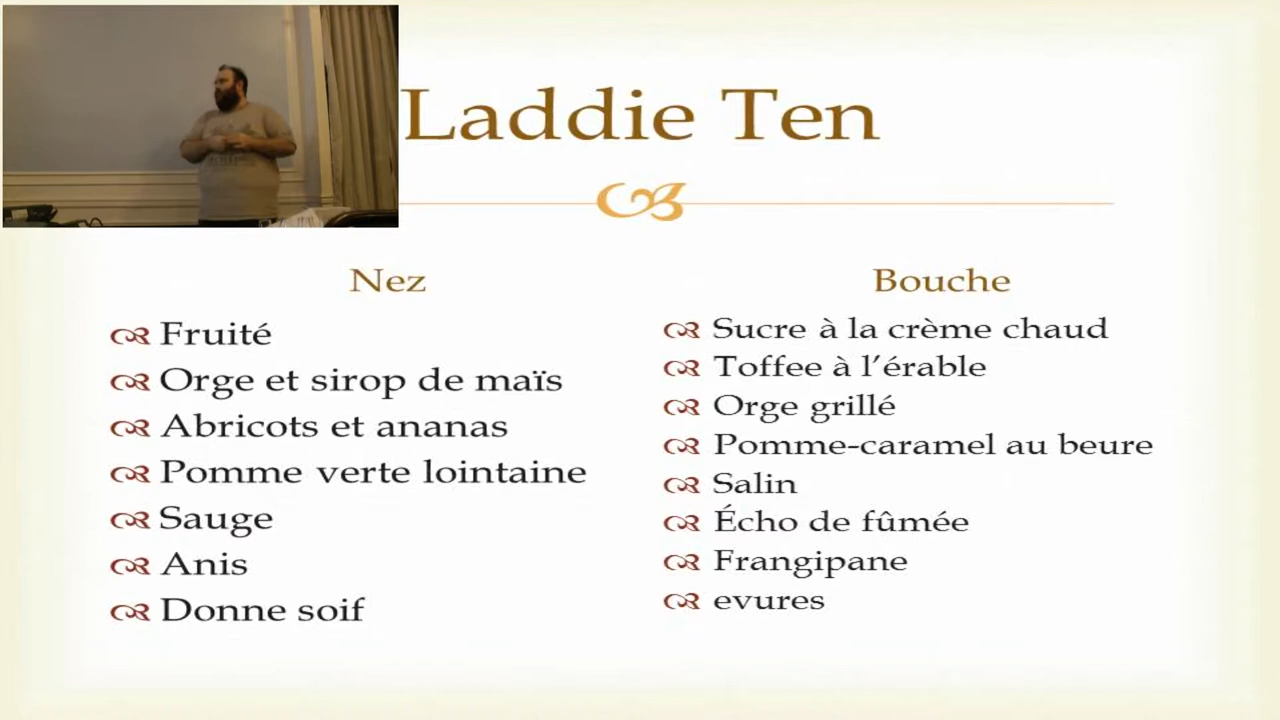 Laddie Ten
Nez
Fruité
Orge et sirop de maïs
Abricots et ananas
Pomme verte lointaine
Sauge
Anis
Donne soif
Bouche
Sucre à la crème chaud
Toffee à l’érable
Orge grillé
Pomme-caramel au beure
Salin
Écho de fûmée
Frangipane
evures